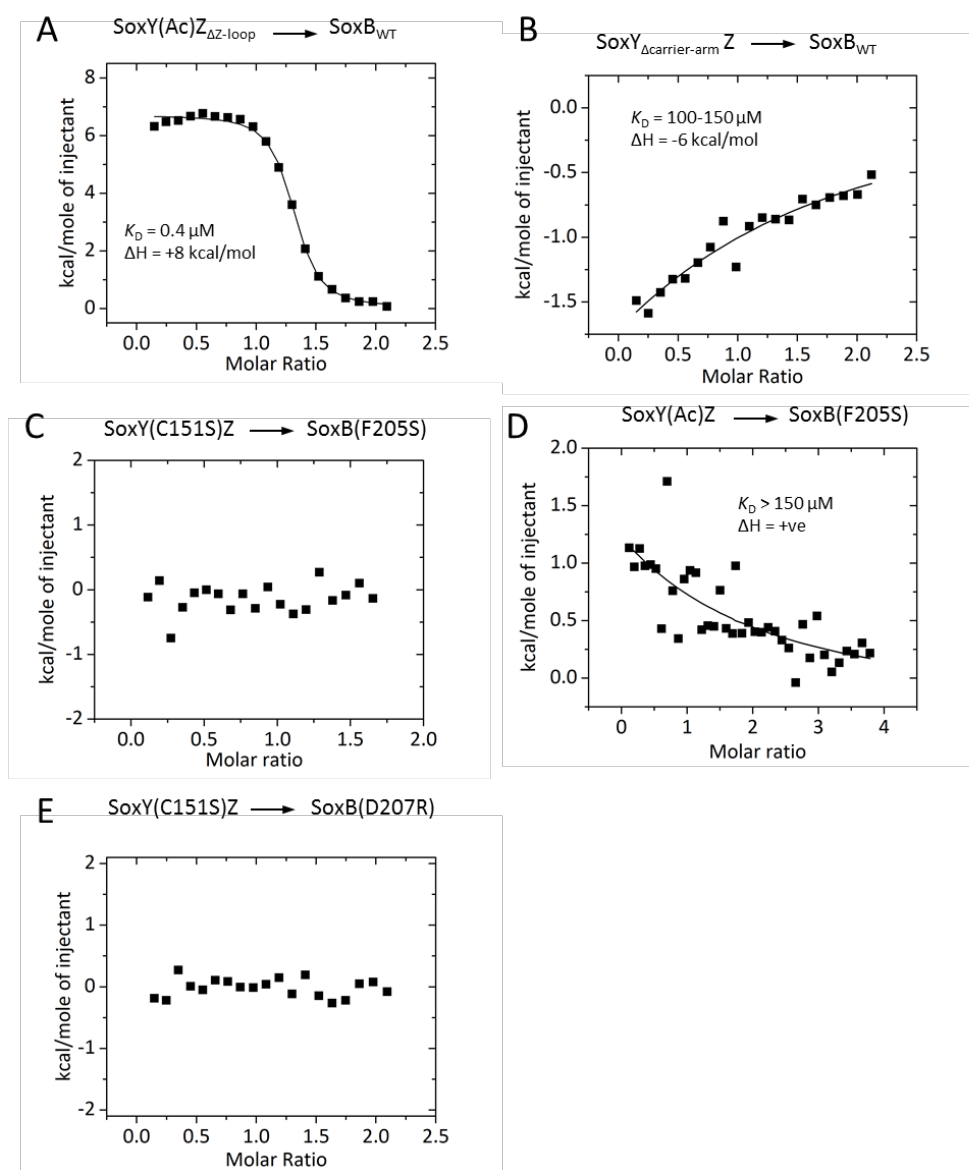 A
SoxY(Ac)Z ΔZ-loop → SoxB WT
kcal/mole of injectant
8
6
4
2
0
K D = 0.4 µM
ΔH = +8 kcal/mol
0.0 0.5 1.0 1.5 2.0 2.5
Molar Ratio
B
SoxY Δcarrier-arm Z → SoxB WT
kcal/mole of injectant
0.0
-0.5
-1.0
-1.5
K D = 100-150 µM
ΔH = -6 kcal/mol
0.0 0.5 1.0 1.5 2.0 2.5
Molar Ratio
C
SoxY(C151S)Z → SoxB(F205S)
kcal/mole of injectant
2
1
0
-1
-2
0.0 0.5 1.0 1.5 2.0
Molar ratio
D
SoxY(Ac)Z → SoxB(F205S)
kcal/mole of injectant
2.0
1.5
1.0
0.5
0.0
K D > 150 µM
ΔH = +ve
0 1 2 3 4
Molar ratio
E
SoxY(C151S)Z → SoxB(D207R)
kcal/mole of injectant
2
1
0
-1
-2
0.0 0.5 1.0 1.5 2.0 2.5
Molar Ratio